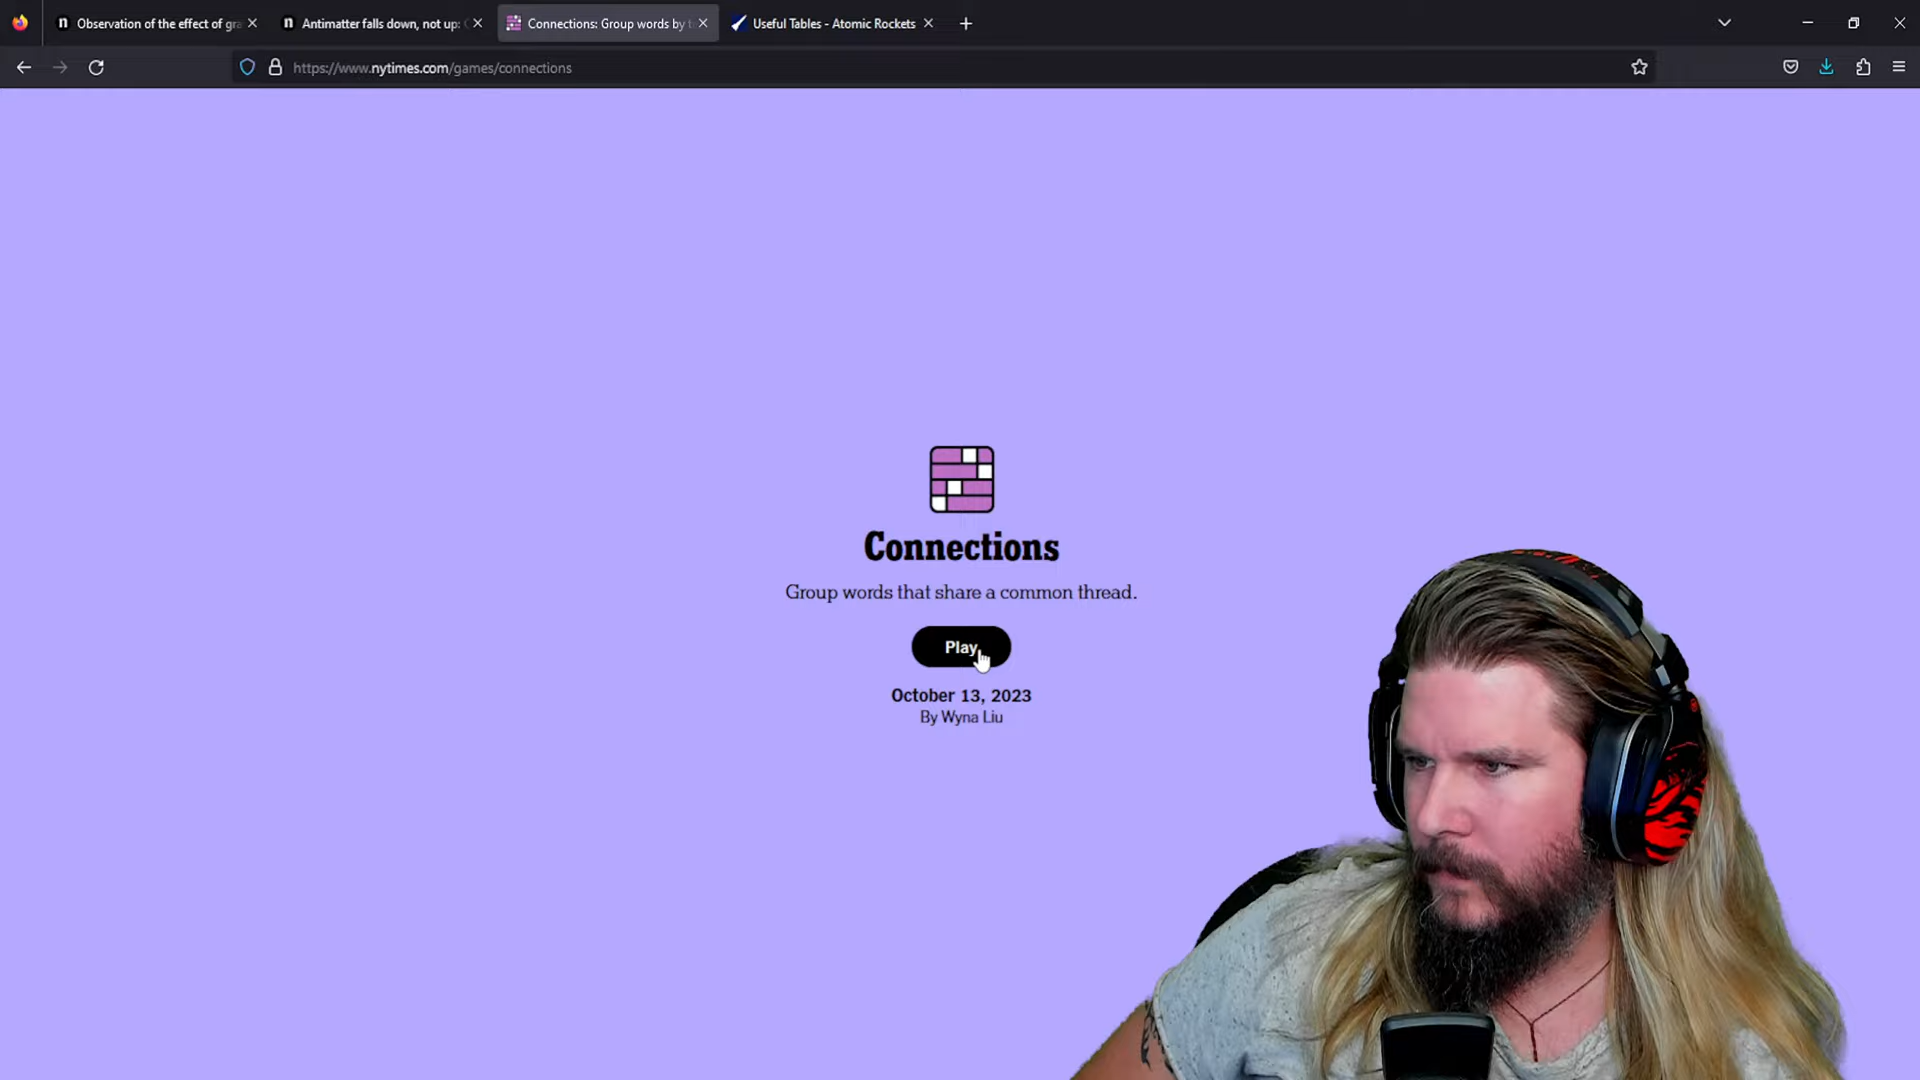 Observation of the effect of gra
Antimatter falls down, not up:
Connections: Group words by t
Useful Tables - Atomic Rockets
https://www.nytimes.com/games/connections
Connections
Group words that share a common thread.
Play
October 13, 2023
By Wyna Liu